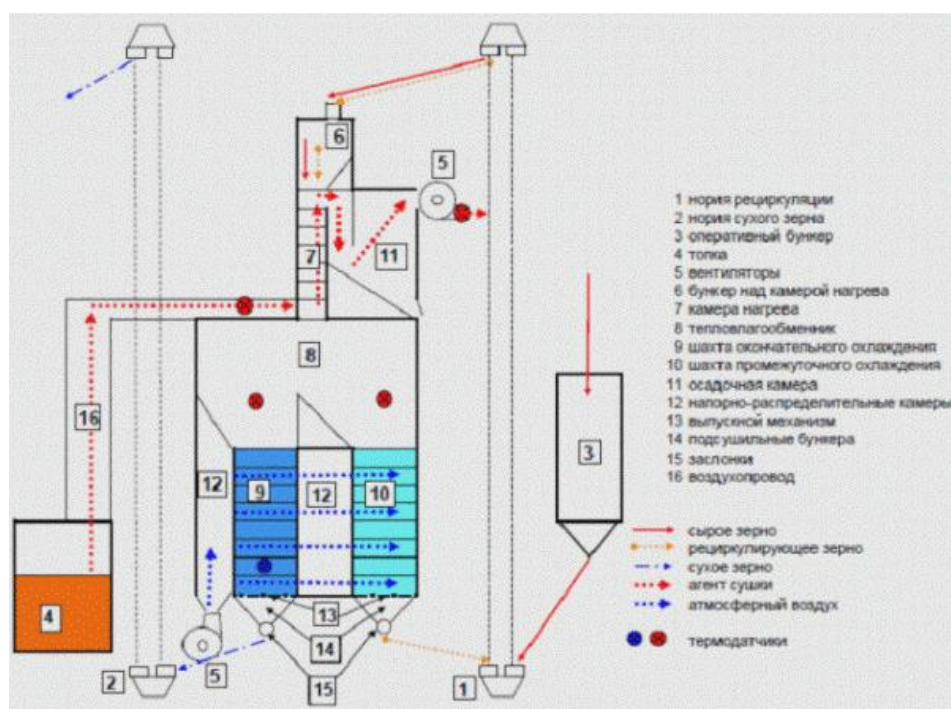 6
5
1 нория рециркуляции
2 нория сухого зерна
3 оперативный бункер
4 топка
5 вентиляторы
6 бункер над камерой нагрева
7 камера нагрева
8 тепловлагообменник
9 шахта окончательного охлаждения
10 шахта промежуточного охлаждения
11 осадочная камера
12 напорно-распределительные камеры
13 выпускной механизм
14 подсушильные бункера
15 заслонки
16 воздухопровод
7
11
8
16
12
9
12
10
3
сырое зерно
рециркулирующее зерно
сухое зерно
агент сушки
атмосферный воздух
термодатчики
4
13
14
2
5
15
1